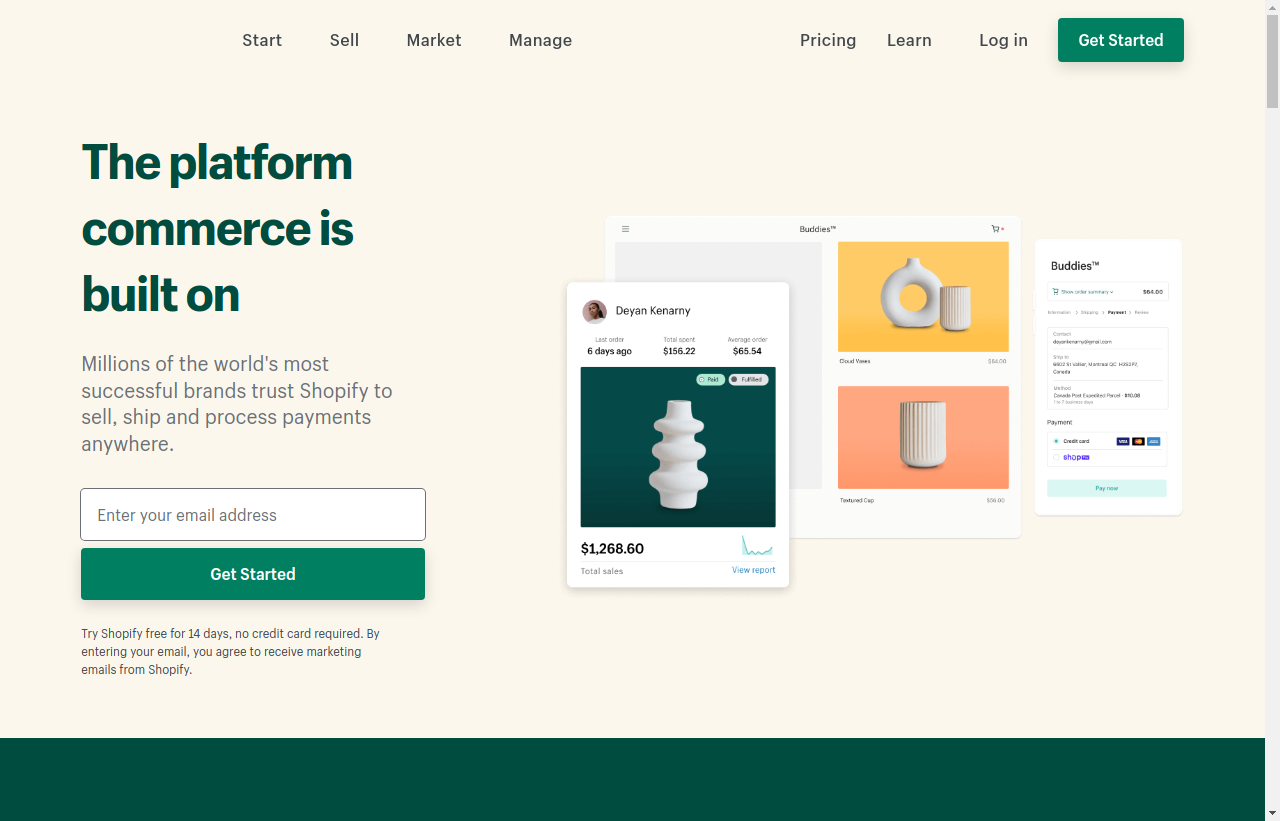 Start Sell Market Manage Pricing Learn Log in Get Started
The platform
commerce is
built on
Millions of the world's most
successful brands trust Shopify to
sell, ship and process payments
anywhere.
Enter your email address
Get Started
Try Shopify free for 14 days, no credit card required. By
entering your email, you agree to receive marketing
emails from Shopify.
Buddies™
Cloud Vases $84.00
Textured Cup $56.00
Deyan Kenarny
Last order Total spent Average order
6 days ago $156.22 $65.54
Paid Fulfilled
$1,268.60
Total sales View report
Buddies™
Show order summary $64.00
Information Shipping Payment Review
Contact
deyankenarny@gmail.com
Ship to
Canada
Method
Canada Post Expedited Parcel · $10.08
1 to 7 business days
Payment
Credit card VISA
shop
Pay now